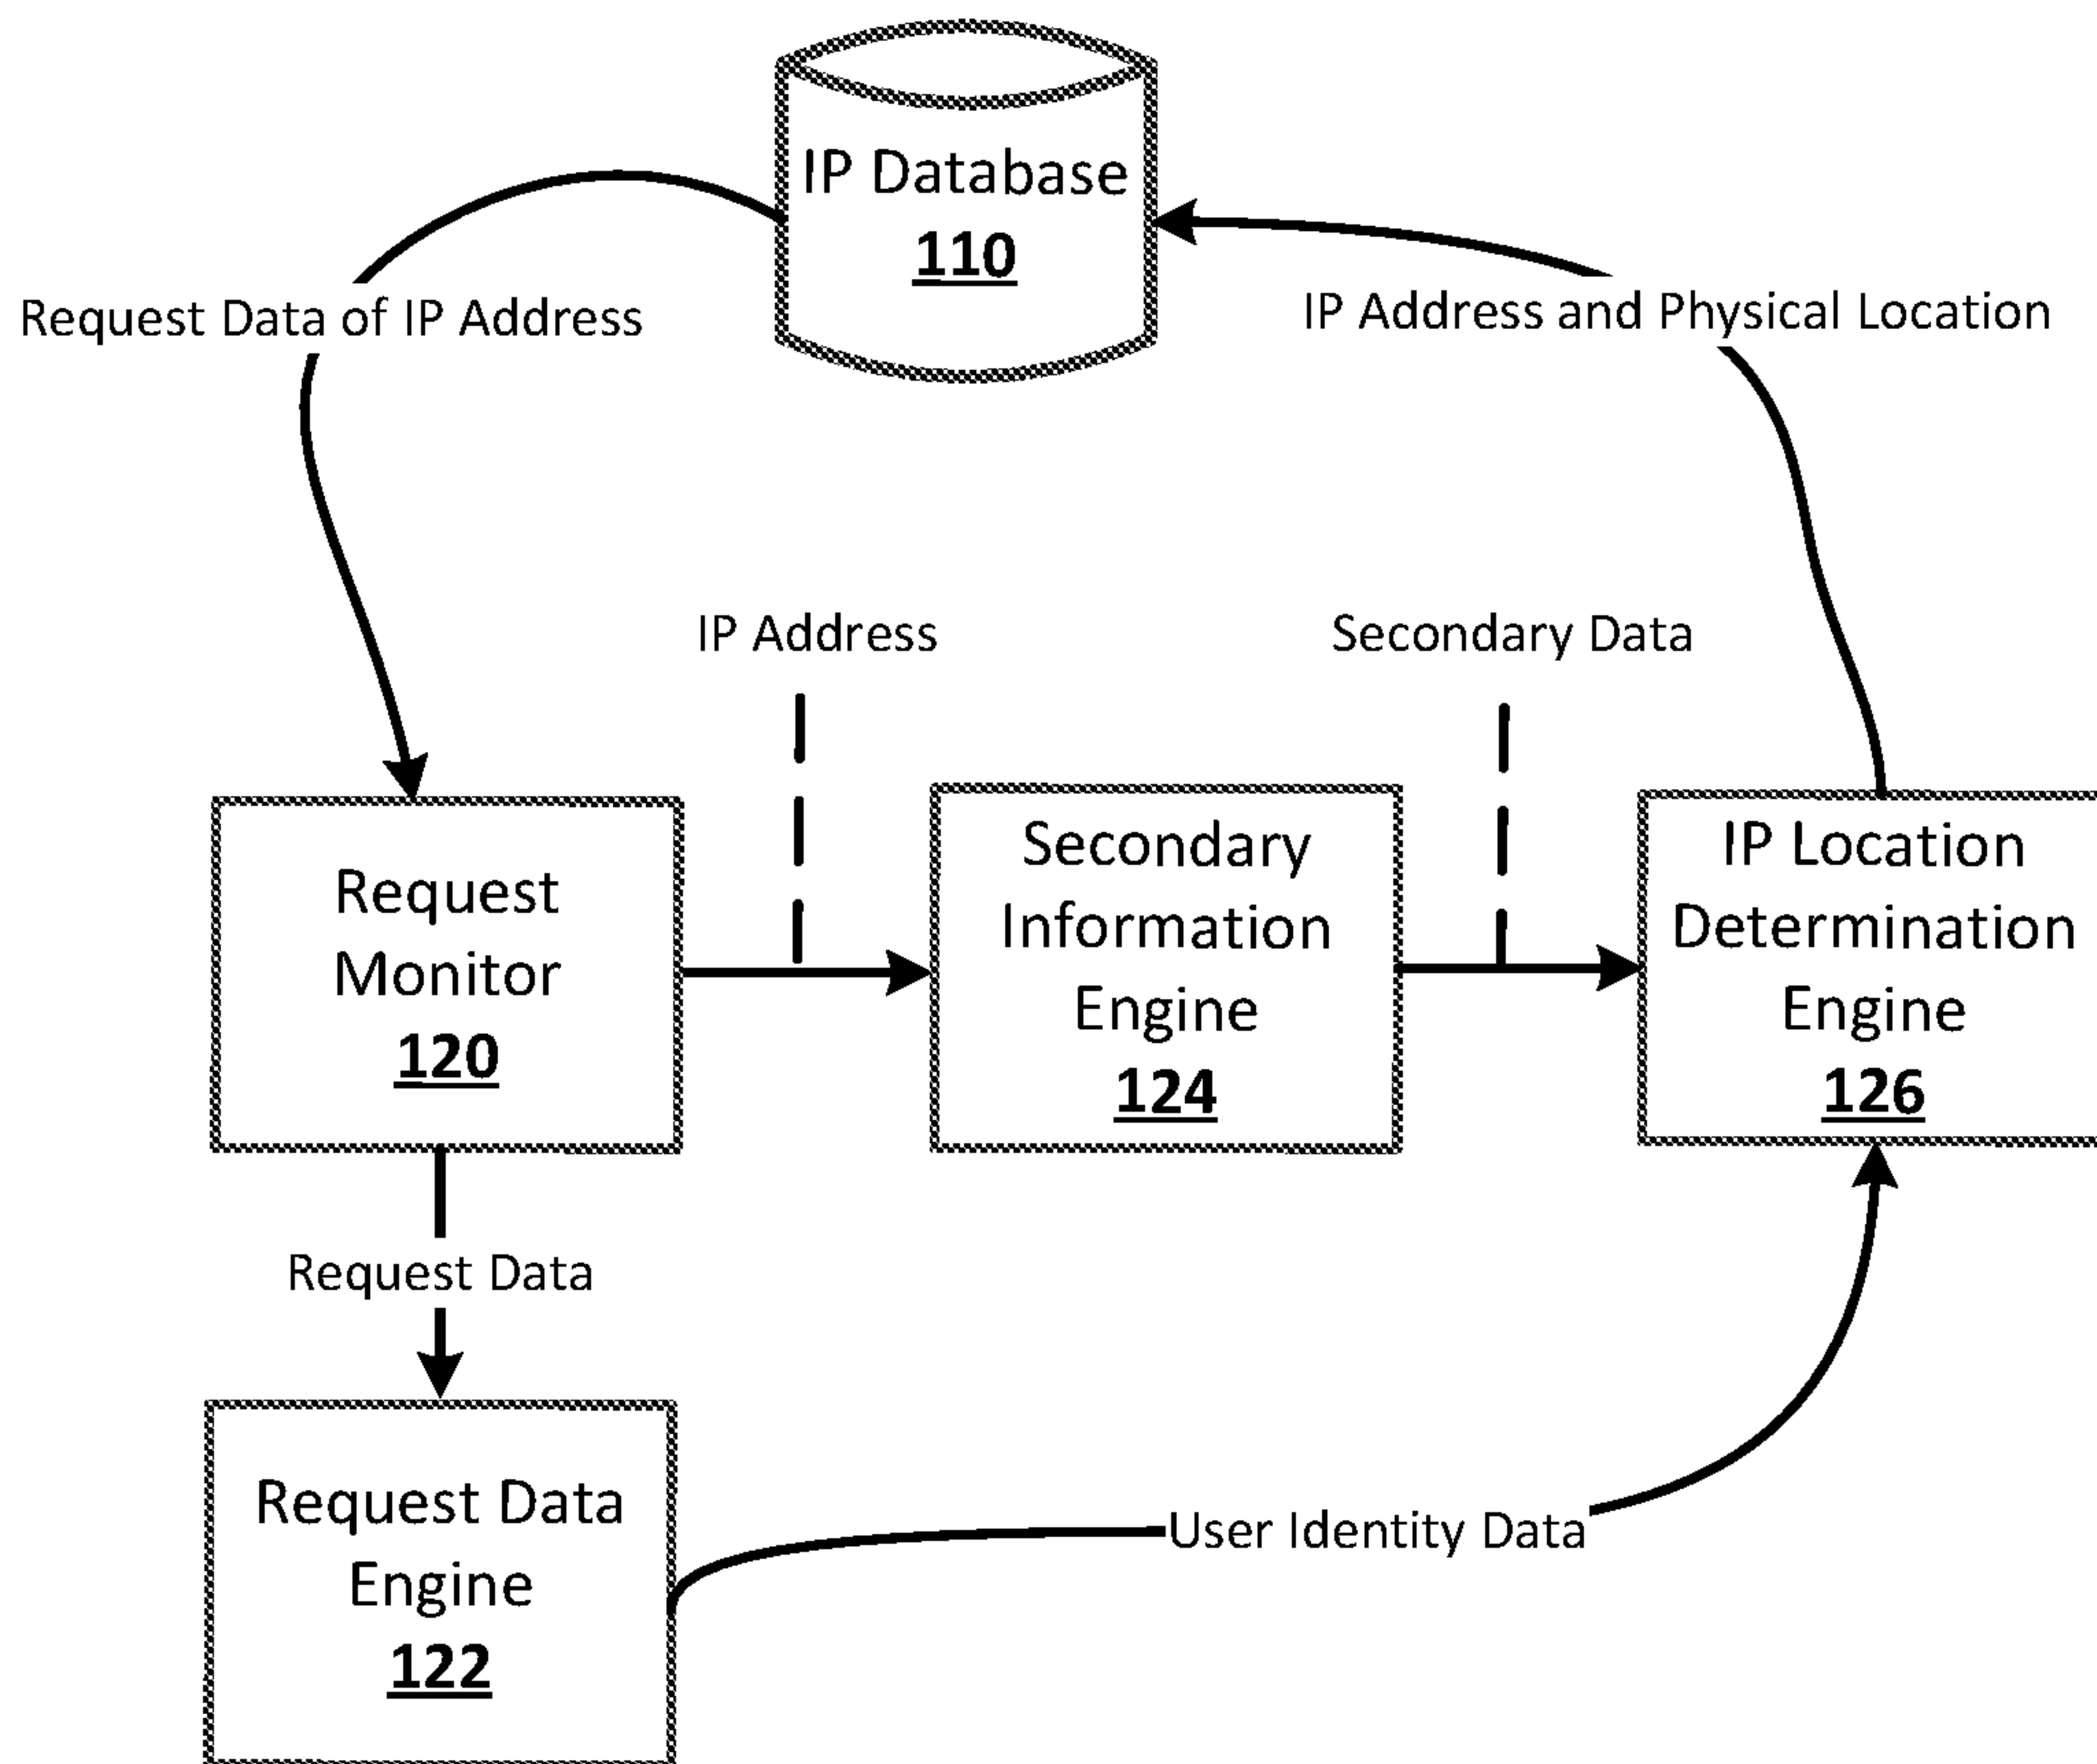 IP Database
110
Request Data of IP Address
IP Address and Physical Location
IP Address
Secondary Data
Request
Monitor
120
Secondary
Information
Engine
124
IP Location
Determination
Engine
126
Request Data
Request Data
Engine
122
User Identity Data